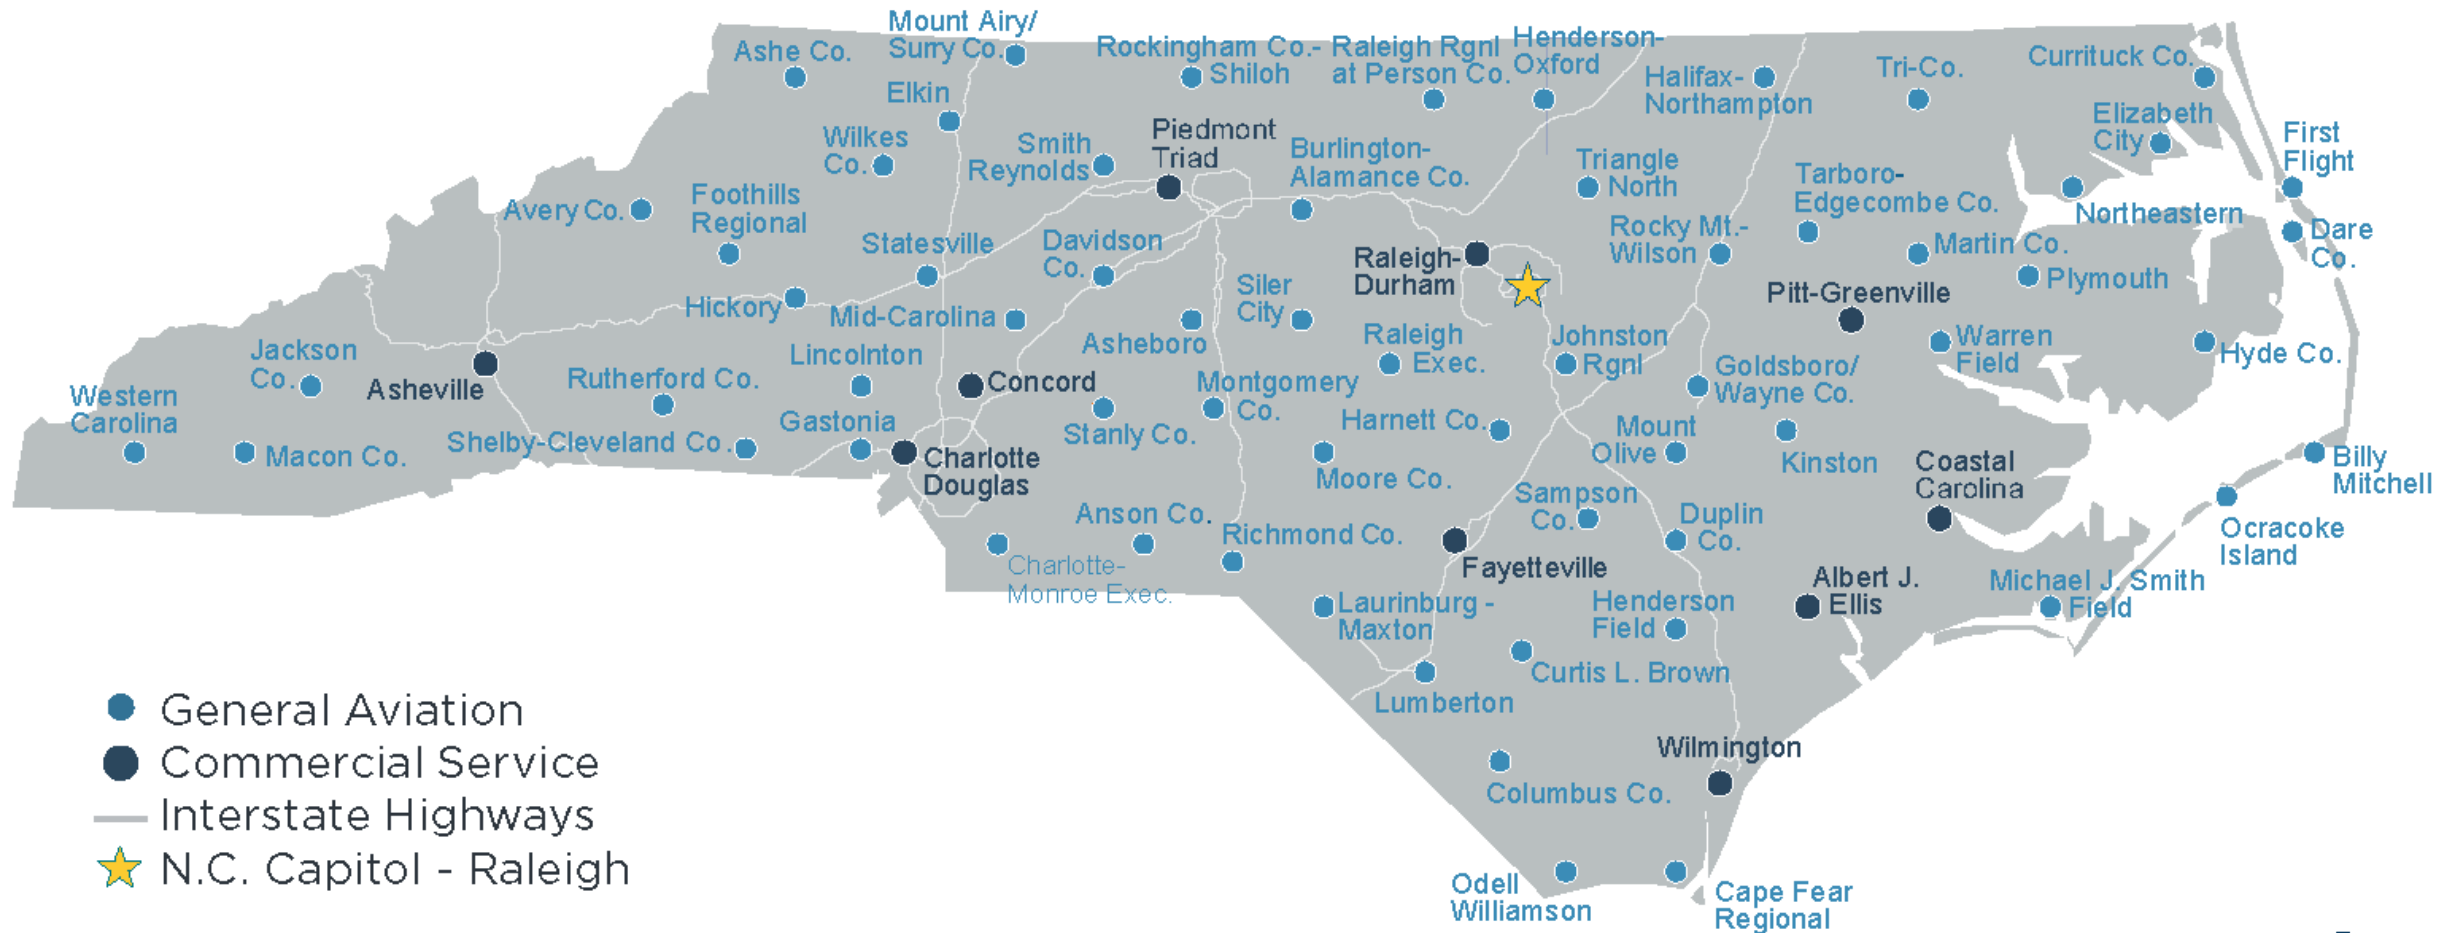 Mount Airy/
Surry Co.
Ashe Co.
Rockingham Co.-
Shiloh
Raleigh Rgnl
at Person Co.
Henderson-
Oxford
Halifax-
Northampton
Tri-Co.
Currituck Co.
Elkin
Elizabeth
City
First
Flight
Wilkes
Co.
Smith
Reynolds
Piedmont
Triad
Burlington-
Alamance Co.
Triangle
North
Tarboro-
Edgecombe Co.
Northeastern
Avery Co.
Foothills
Regional
Statesville
Davidson
Co.
Raleigh-
Durham
Rocky Mt.-
Wilson
Martin Co.
Dare
Co.
Plymouth
Hickory
Mid-Carolina
Siler
City
Pitt-Greenville
Asheboro
Raleigh
Exec.
Johnston
Rgnl
Warren
Field
Hyde Co.
Jackson
Co.
Asheville
Rutherford Co.
Lincolnton
Concord
Montgomery
Co.
Goldsboro/
Wayne Co.
Western
Carolina
Macon Co.
Shelby-Cleveland Co.
Gastonia
Charlotte
Douglas
Stanly Co.
Harnett Co.
Moore Co.
Mount
Olive
Kinston
Coastal
Carolina
Billy
Mitchell
Anson Co.
Richmond Co.
Sampson
Co.
Duplin
Co.
Ocracoke
Island
Charlotte-
Monroe Exec.
Fayetteville
Albert J.
Ellis
Michael J. Smith
Field
Laurinburg -
Maxton
Henderson
Field
Curtis L. Brown
Lumberton
Wilmington
Columbus Co.
Odell
Williamson
Cape Fear
Regional
General Aviation
Commercial Service
Interstate Highways
N.C. Capitol - Raleigh